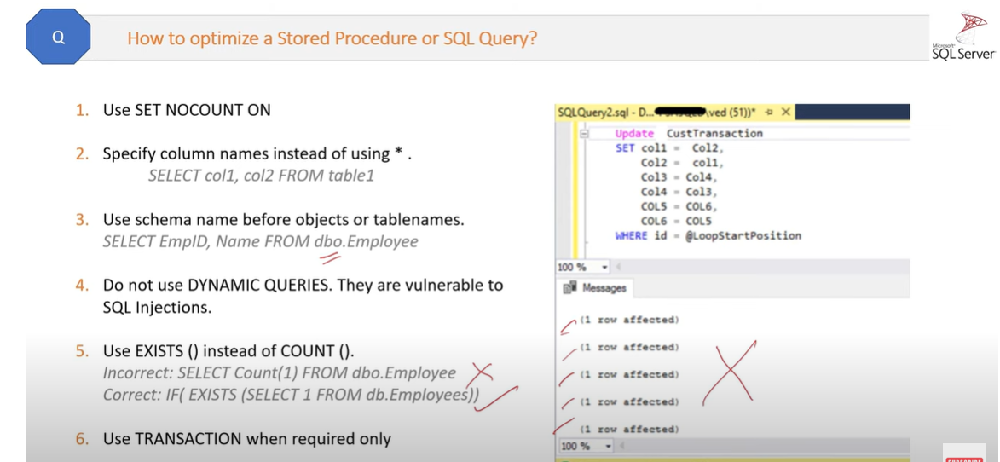 Q
How to optimize a Stored Procedure or SQL Query?
Microsoft
SQL Server
1. Use SET NOCOUNT ON
2. Specify column names instead of using * .
SELECT col1, col2 FROM table1
3. Use schema name before objects or tablenames.
SELECT EmpID, Name FROM dbo.Employee
4. Do not use DYNAMIC QUERIES. They are vulnerable to
SQL Injections.
5. Use EXISTS () instead of COUNT ().
Incorrect: SELECT Count(1) FROM dbo.Employee
Correct: IF( EXISTS (SELECT 1 FROM db.Employees))
6. Use TRANSACTION when required only
SQLQuery2.sql - D... \ved (51))*
Update CustTransaction
SET col1 = Col2,
Col2 = col1,
Col3 = Col4,
Col4 = Col3,
COL5 = COL6,
COL6 = COL5
WHERE id = @LoopStartPosition
100 %
Messages
(1 row affected)
(1 row affected)
(1 row affected)
(1 row affected)
(1 row affected)
100 %